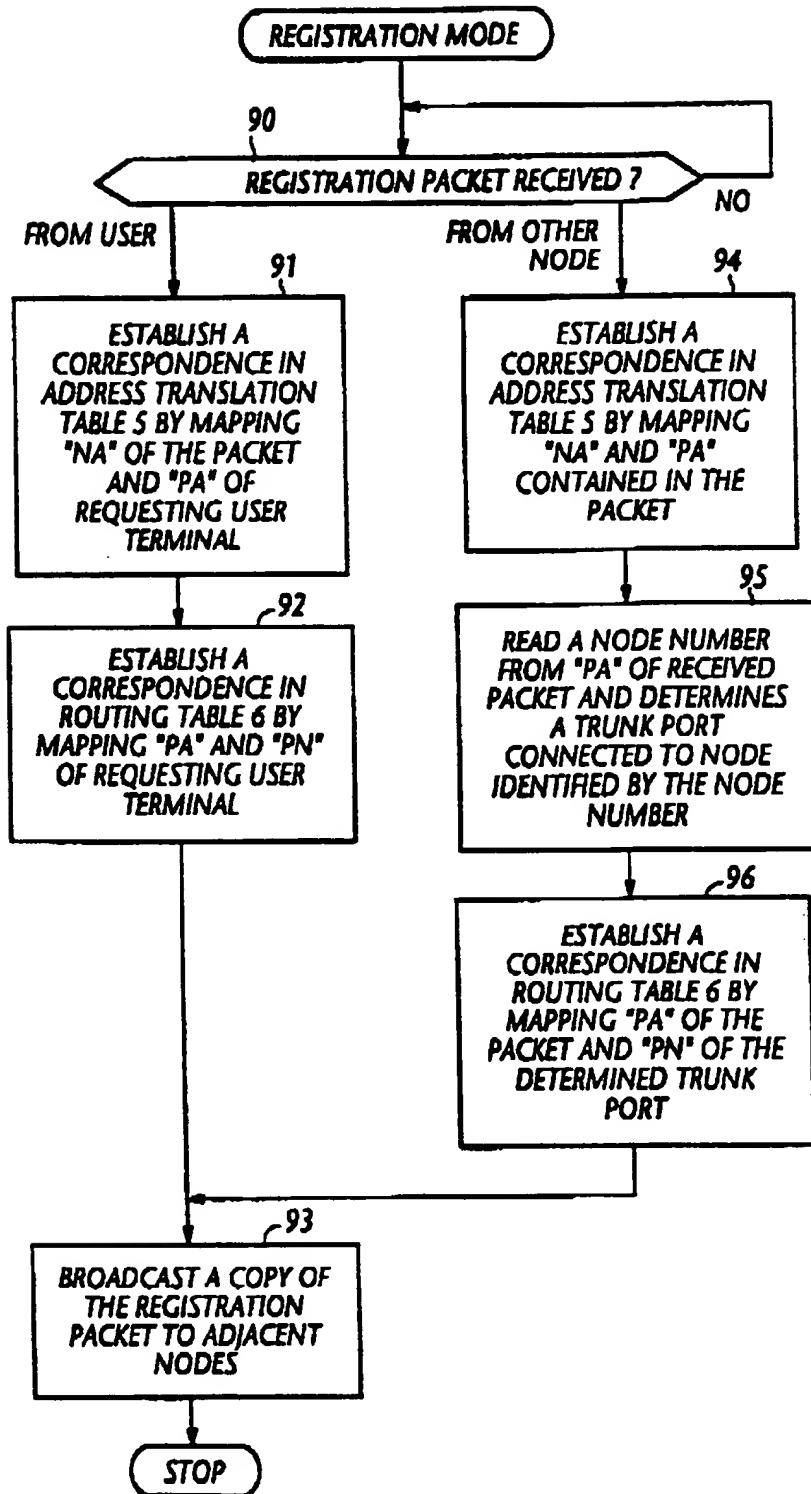 REGISTRATION MODE
90
REGISTRATION PACKET RECEIVED ?
NO
FROM USER
FROM OTHER
NODE
91
ESTABLISH A
CORRESPONDENCE IN
ADDRESS TRANSLATION
TABLE 5 BY MAPPING
"NA" OF THE PACKET
AND "PA" OF
REQUESTING USER
TERMINAL
92
ESTABLISH A
CORRESPONDENCE IN
ROUTING TABLE 6 BY
MAPPING "PA" AND "PN"
OF REQUESTING USER
TERMINAL
94
ESTABLISH A
CORRESPONDENCE IN
ADDRESS TRANSLATION
TABLE 5 BY MAPPING
"NA" AND "PA"
CONTAINED IN THE
PACKET
95
READ A NODE NUMBER
FROM "PA" OF RECEIVED
PACKET AND DETERMINES
A TRUNK PORT
CONNECTED TO NODE
IDENTIFIED BY THE NODE
NUMBER
96
ESTABLISH A
CORRESPONDENCE IN
ROUTING TABLE 6 BY
MAPPING "PA" OF THE
PACKET AND "PN" OF THE
DETERMINED TRUNK
PORT
93
BROADCAST A COPY OF
THE REGISTRATION
PACKET TO ADJACENT
NODES
STOP